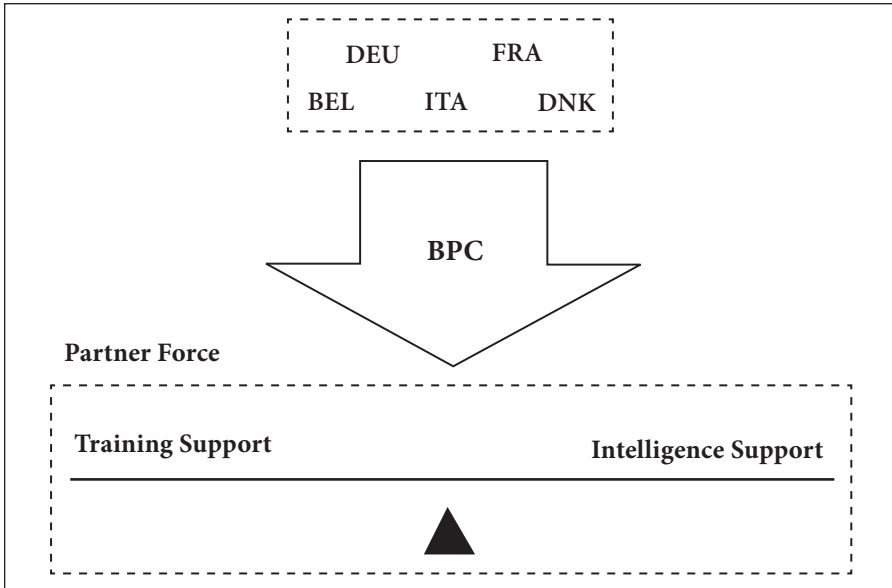 DEU FRA
BEL ITA DNK
BPC
Partner Force
Training Support
Intelligence Support